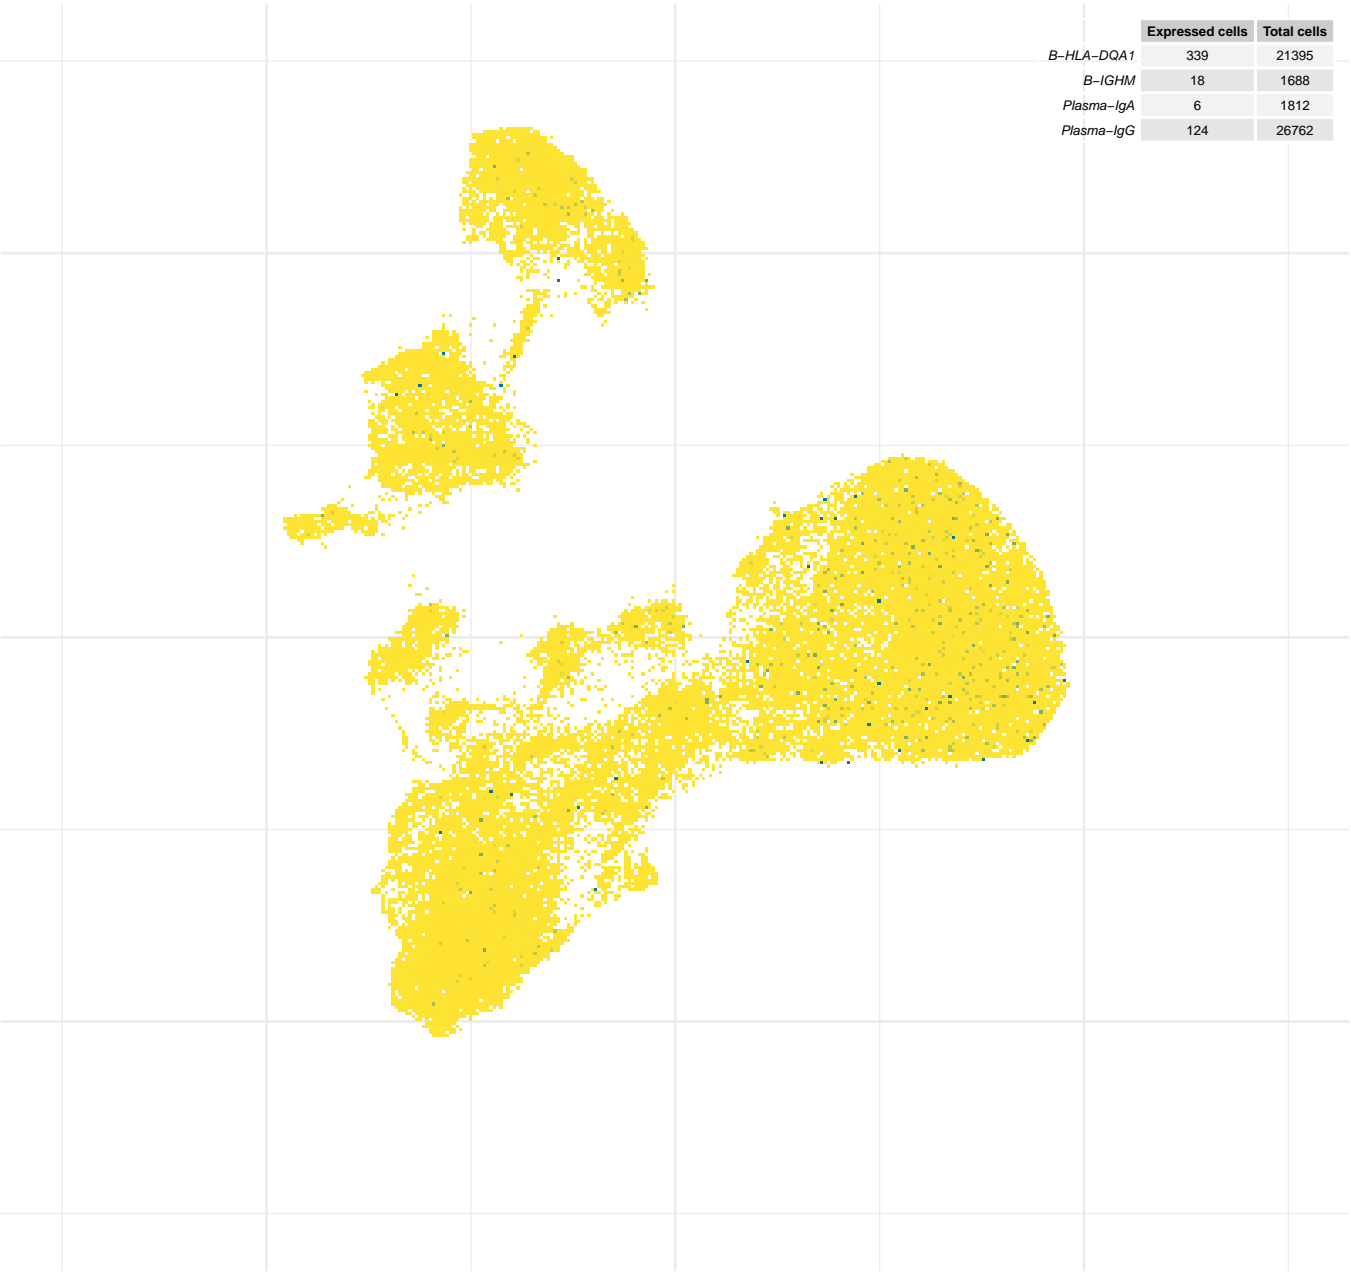 Expressed cells Total cells
B−HLA−DQA1 339 21395
B−IGHM 18 1688
Plasma−IgA 6 1812
Plasma−IgG 124 26762